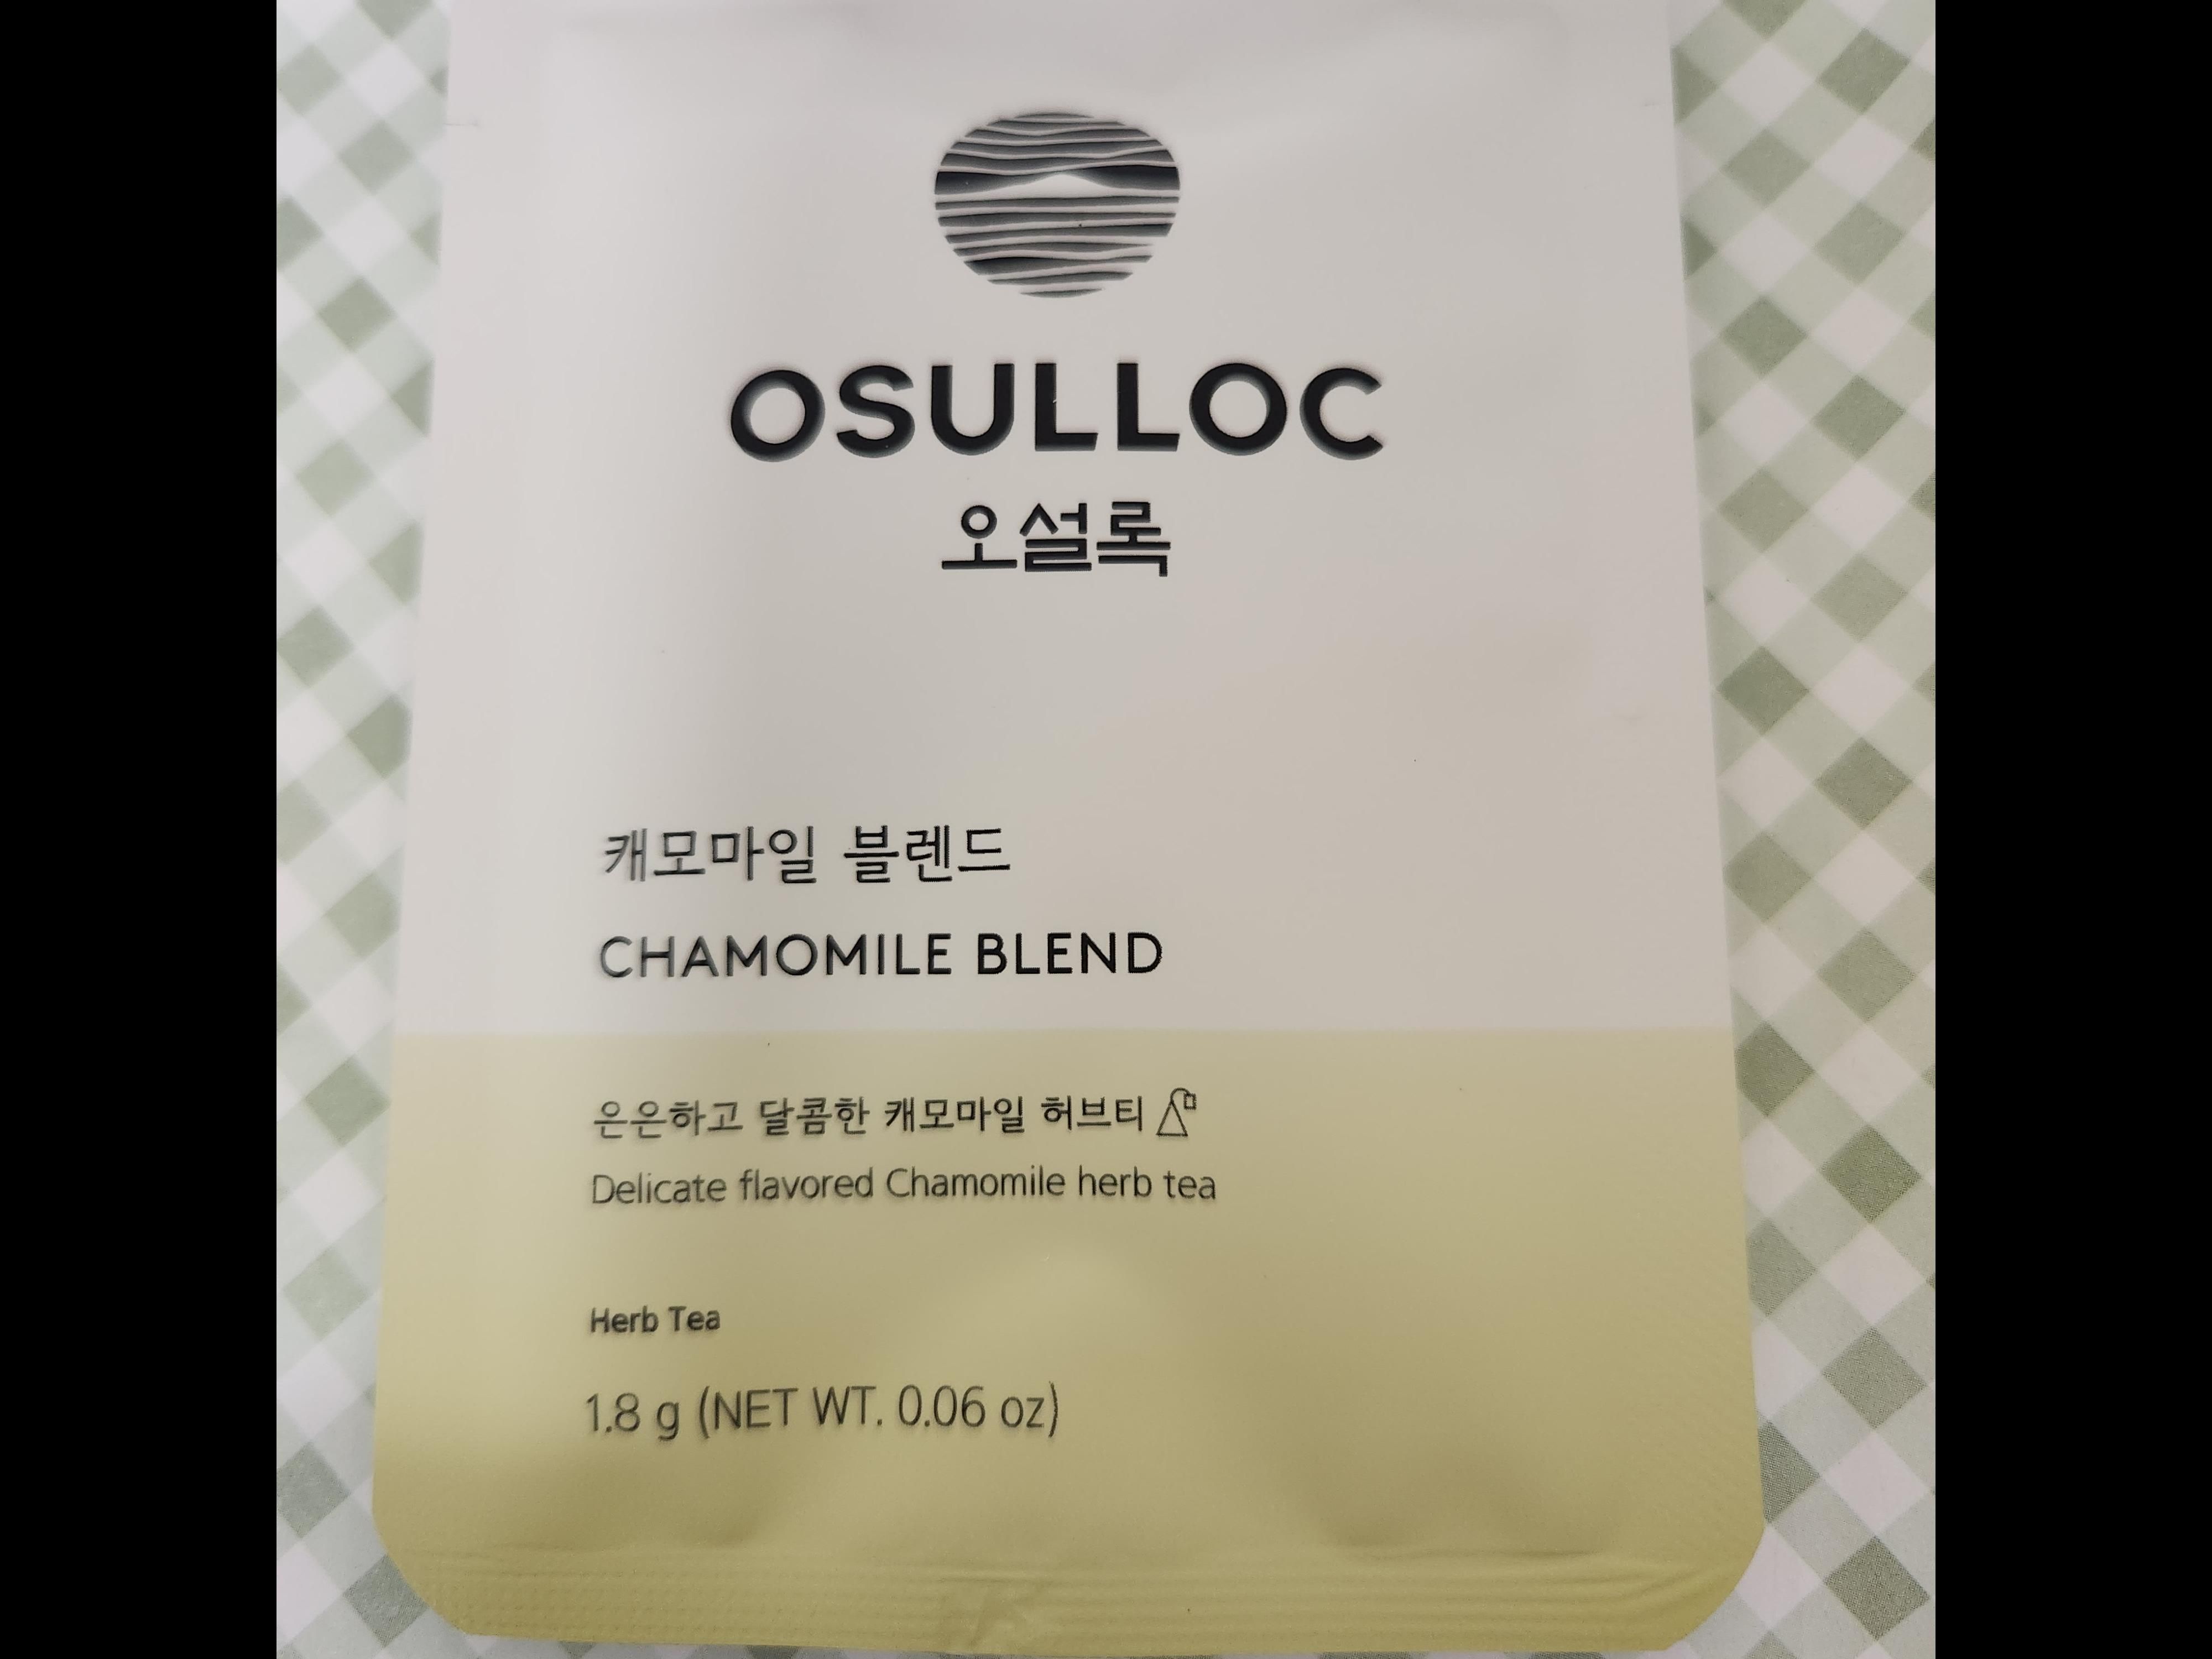 OSULLOC
오설록
캐모마일 블렌드
CHAMOMILE BLEND
은은하고 달콤한 캐모마일 허브티
Delicate flavored Chamomile herb tea
Herb Tea
1.8 g (NET WT. 0.06 oz)